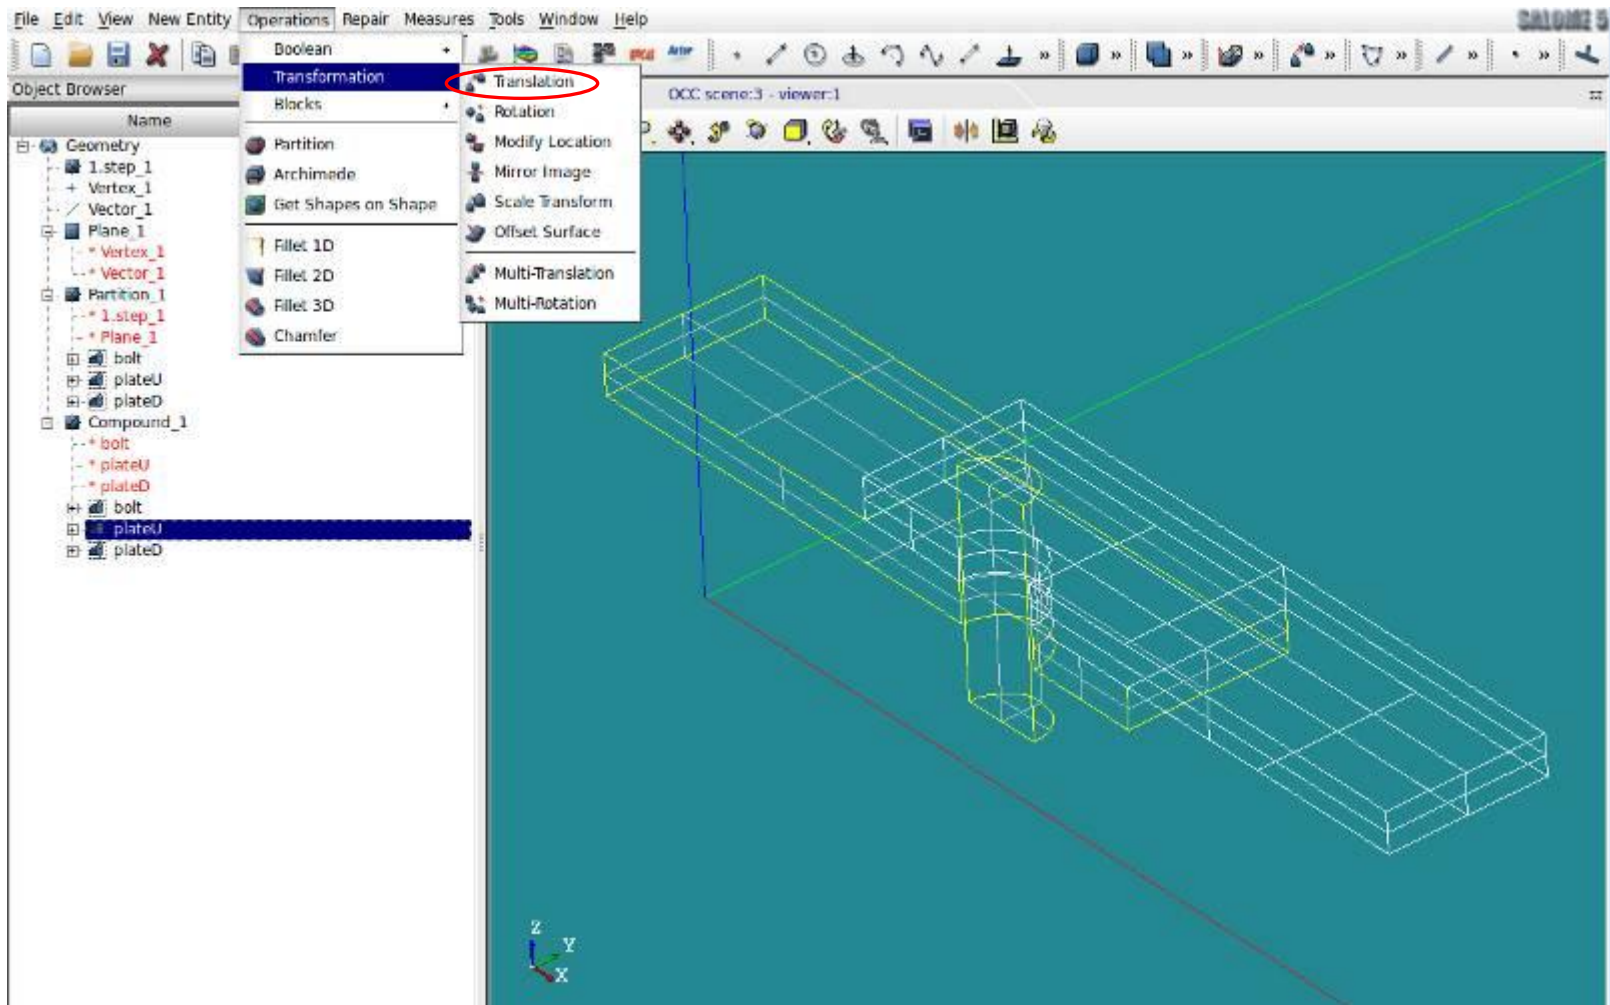 File Edit View New Entity Operations Repair Measures Tools Window Help
SALOME 5
Boolean
Transformation
Blocks
Partition
Archimede
Get Shapes on Shape
Fillet 1D
Fillet 2D
Fillet 3D
Chamfer
Translation
Rotation
Modify Location
Mirror Image
Scale Transform
Offset Surface
Multi-Translation
Multi-Rotation
Object Browser
Name
Geometry
1.step_1
Vertex_1
Vector_1
Plane_1
* Vertex_1
* Vector_1
Partition_1
* 1.step_1
* Plane_1
bolt
plateU
plateD
Compound_1
* bolt
* plateU
* plateD
bolt
plateU
plateD
OCC scene:3 - viewer:1
Z
Y
X